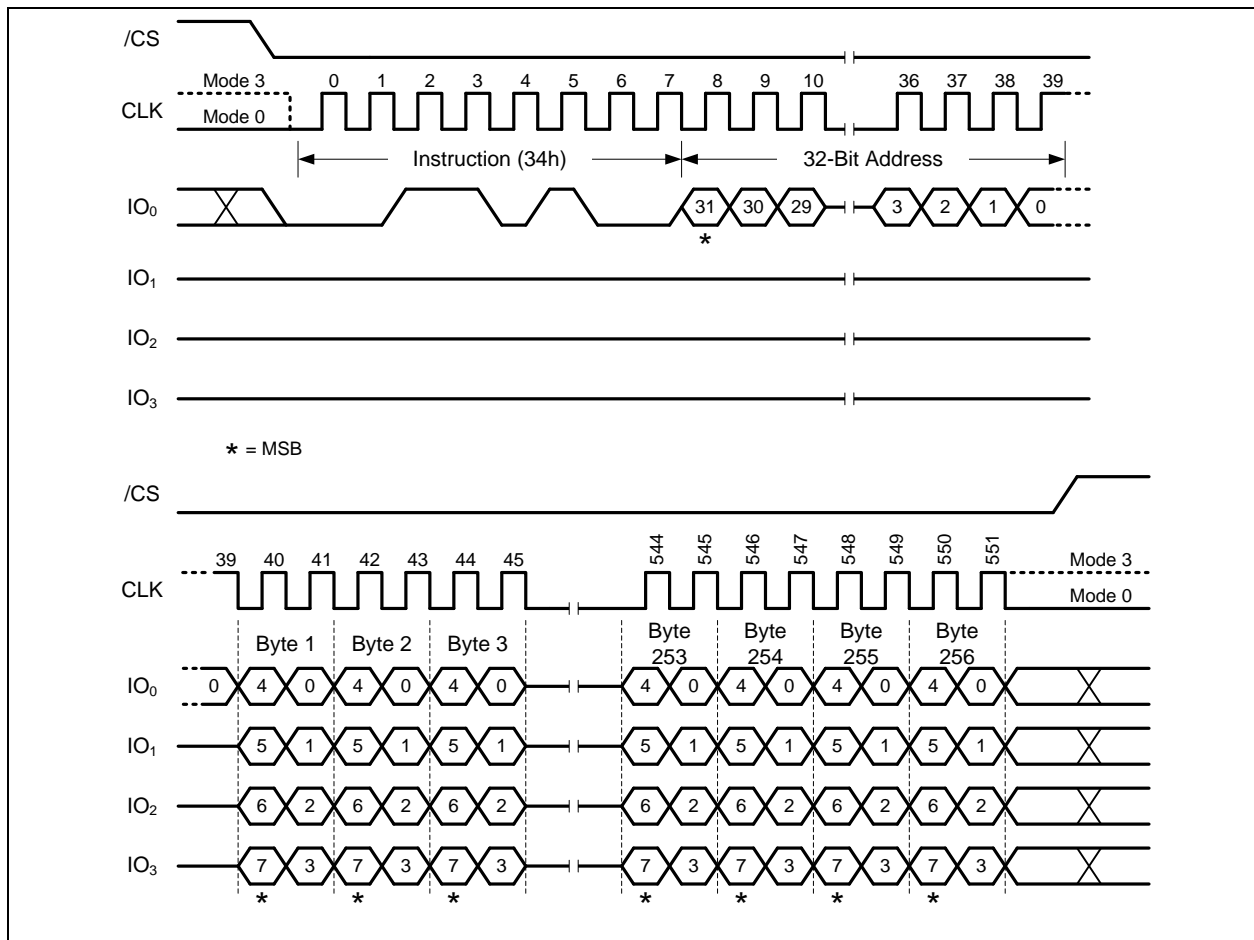 /CS
Mode 3 0 1 2 3 4 5 6 7 8 9 10 36 37 38 39
CLK
Mode 0
Instruction (34h) 32-Bit Address
IO₀ 31 30 29 3 2 1 0
*
IO₁
IO₂
IO₃
* = MSB
/CS
39 40 41 42 43 44 45 544 545 546 547 548 549 550 551 Mode 3
CLK
Mode 0
Byte 1 Byte 2 Byte 3 Byte 253 Byte 254 Byte 255 Byte 256
IO₀ 0 4 0 4 0 4 0 4 0 4 0 4 0 4 0
IO₁ 5 1 5 1 5 1 5 1 5 1 5 1 5 1
IO₂ 6 2 6 2 6 2 6 2 6 2 6 2 6 2
IO₃ 7 3 7 3 7 3 7 3 7 3 7 3 7 3
* * * * * * *